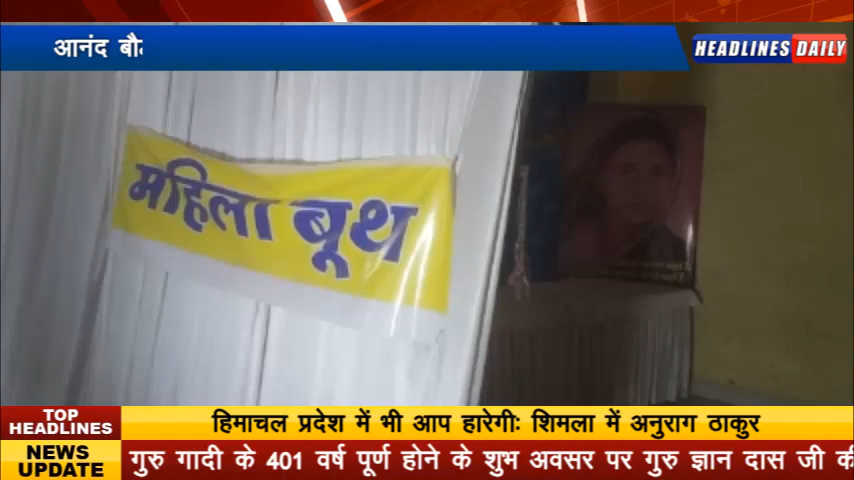 आनंद
HEADLINES DAILY
महिला बूथ
TOP HEADLINES
हिमाचल प्रदेश में भी आप हारेगीः शिमला में अनुराग ठाकुर
NEWS UPDATE
गुरु गादी के 401 वर्ष पूर्ण होने के शुभ अवसर पर गुरु ज्ञान दास जी की